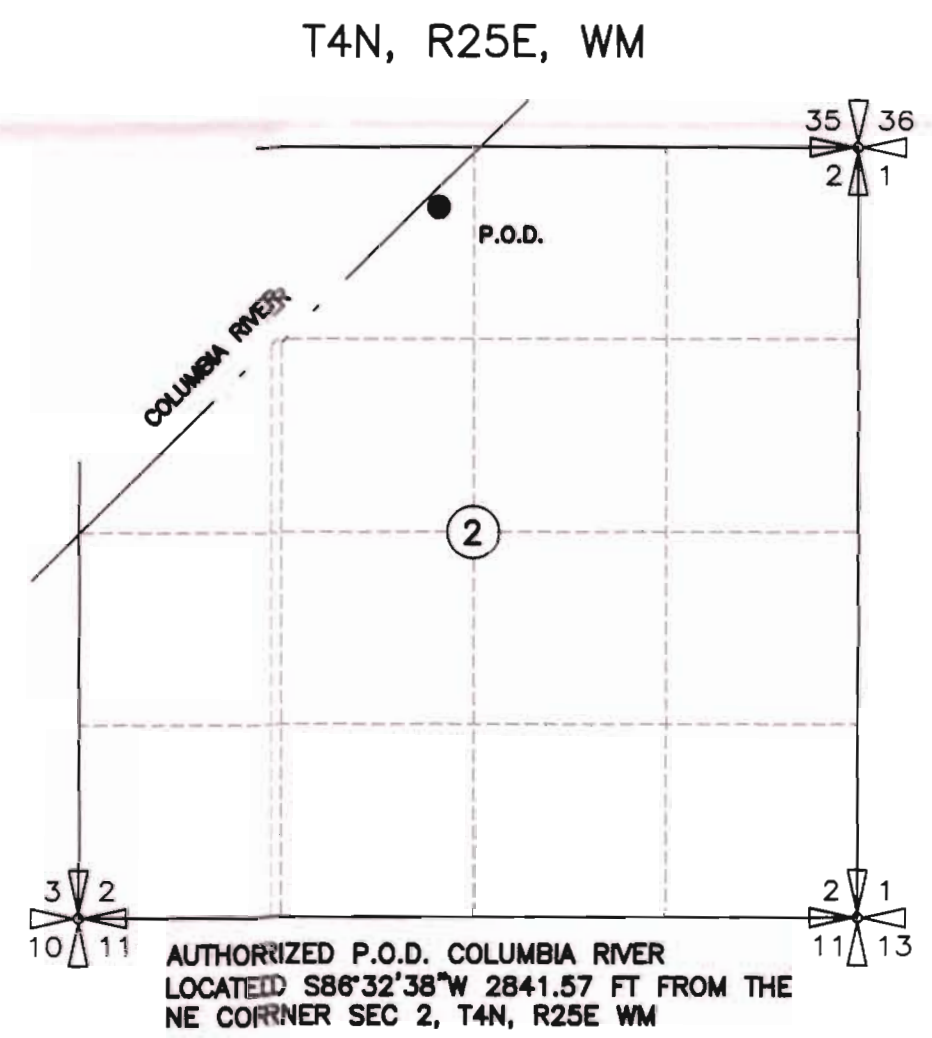 T4N, R25E, WM
35 36
2 1
P.O.D.
COLUMBIA RIVER
2
3 2
10 11
2 1
11 13
AUTHORIZED P.O.D. COLUMBIA RIVER
LOCATED S86°32'38"W 2841.57 FT FROM THE
NE CORNER SEC 2, T4N, R25E WM